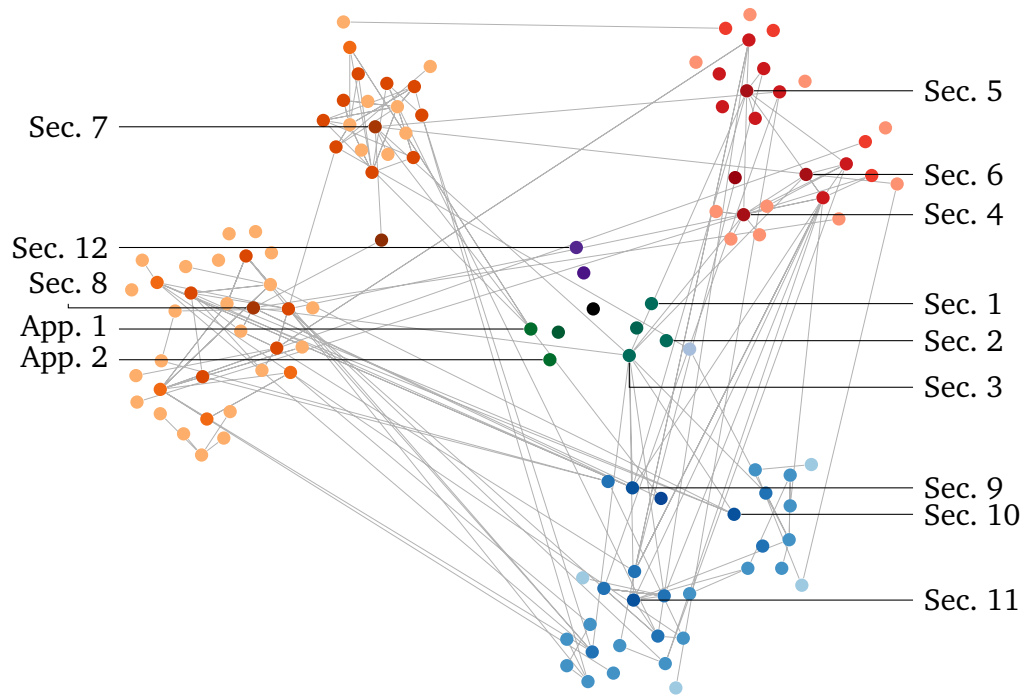 Sec. 7
Sec. 12
Sec. 8
App. 1
App. 2
Sec. 5
Sec. 6
Sec. 4
Sec. 1
Sec. 2
Sec. 3
Sec. 9
Sec. 10
Sec. 11